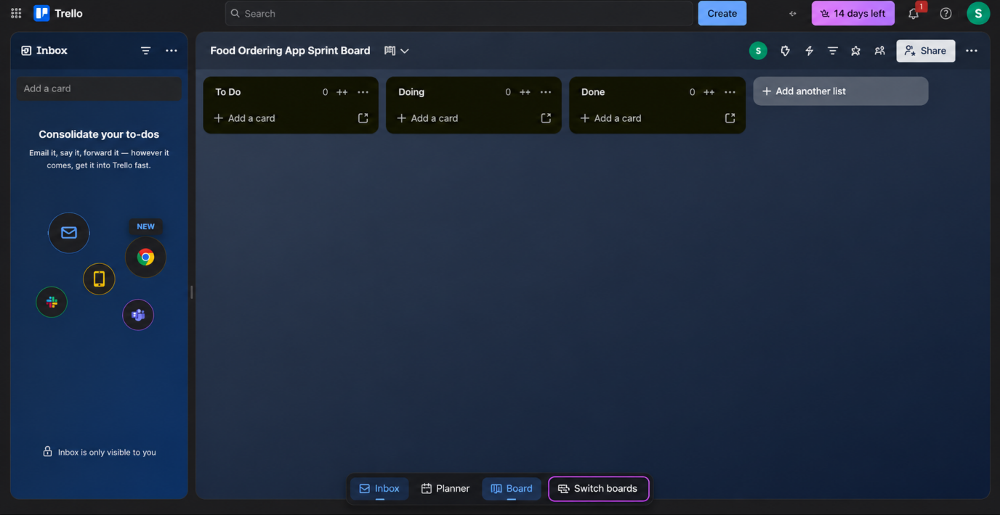 Trello
Search
Create
14 days left
1
S
Inbox
Add a card
Consolidate your to-dos
Email it, say it, forward it — however it
comes, get it into Trello fast.
NEW
Inbox is only visible to you
Food Ordering App Sprint Board
S
Share
To Do 0
Add a card
Doing 0
Add a card
Done 0
Add a card
Add another list
Inbox
Planner
Board
Switch boards